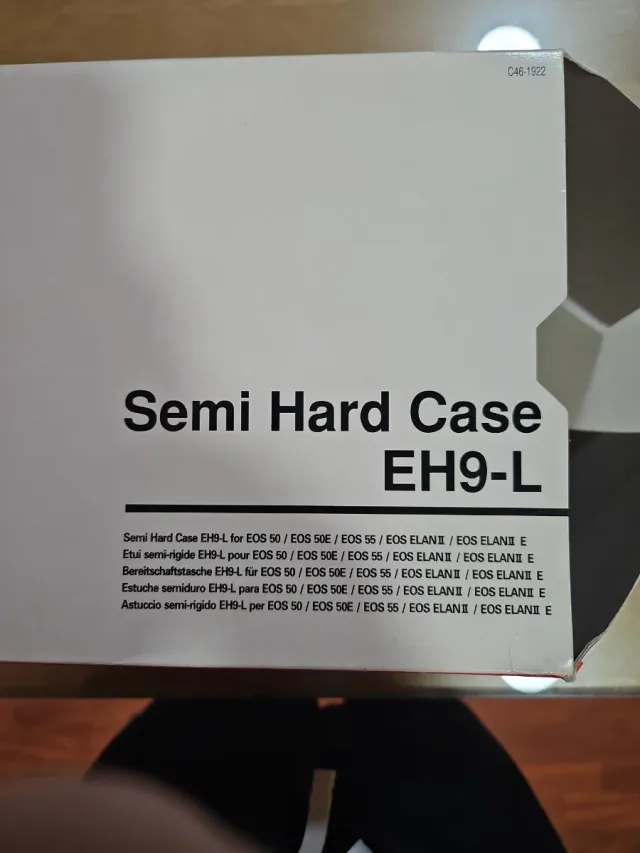 C46-1922
Semi Hard Case
EH9-L
Semi Hard Case EH9-L for EOS 50 / EOS 50E / EOS 55 / EOS ELANⅡ / EOS ELANⅡ E
Etui semi-rigide EH9-L pour EOS 50 / EOS 50E / EOS 55 / EOS ELANⅡ / EOS ELANⅡ E
Bereitschaftstasche EH9-L für EOS 50 / EOS 50E / EOS 55 / EOS ELANⅡ / EOS ELANⅡ E
Estuche semiduro EH9-L para EOS 50 / EOS 50E / EOS 55 / EOS ELANⅡ / EOS ELANⅡ E
Astuccio semi-rigido EH9-L per EOS 50 / EOS 50E / EOS 55 / EOS ELANⅡ / EOS ELANⅡ E